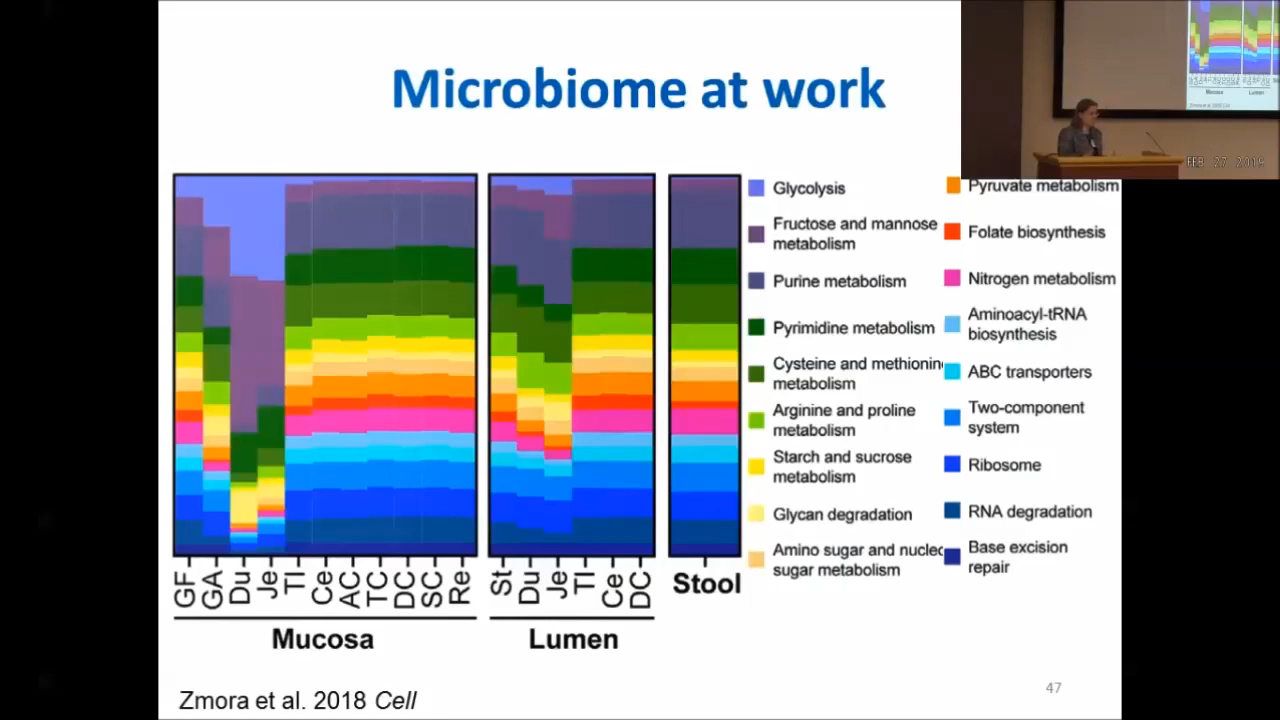 Microbiome at work
Glycolysis
Fructose and mannose
metabolism
Purine metabolism
Pyrimidine metabolism
Cysteine and methionin
metabolism
Arginine and proline
metabolism
Starch and sucrose
metabolism
Glycan degradation
Amino sugar and nucleo
sugar metabolism
Pyruvate metabolism
Folate biosynthesis
Nitrogen metabolism
Aminoacyl-tRNA
biosynthesis
ABC transporters
Two-component
system
Ribosome
RNA degradation
Base excision
repair
GF GA Du Je TI Ce AC TC DC SC Re
Mucosa
St Du Je TI Ce DC
Lumen
Stool
Zmora et al. 2018 Cell
47
Mucosa Lumen
FEB 27 2019